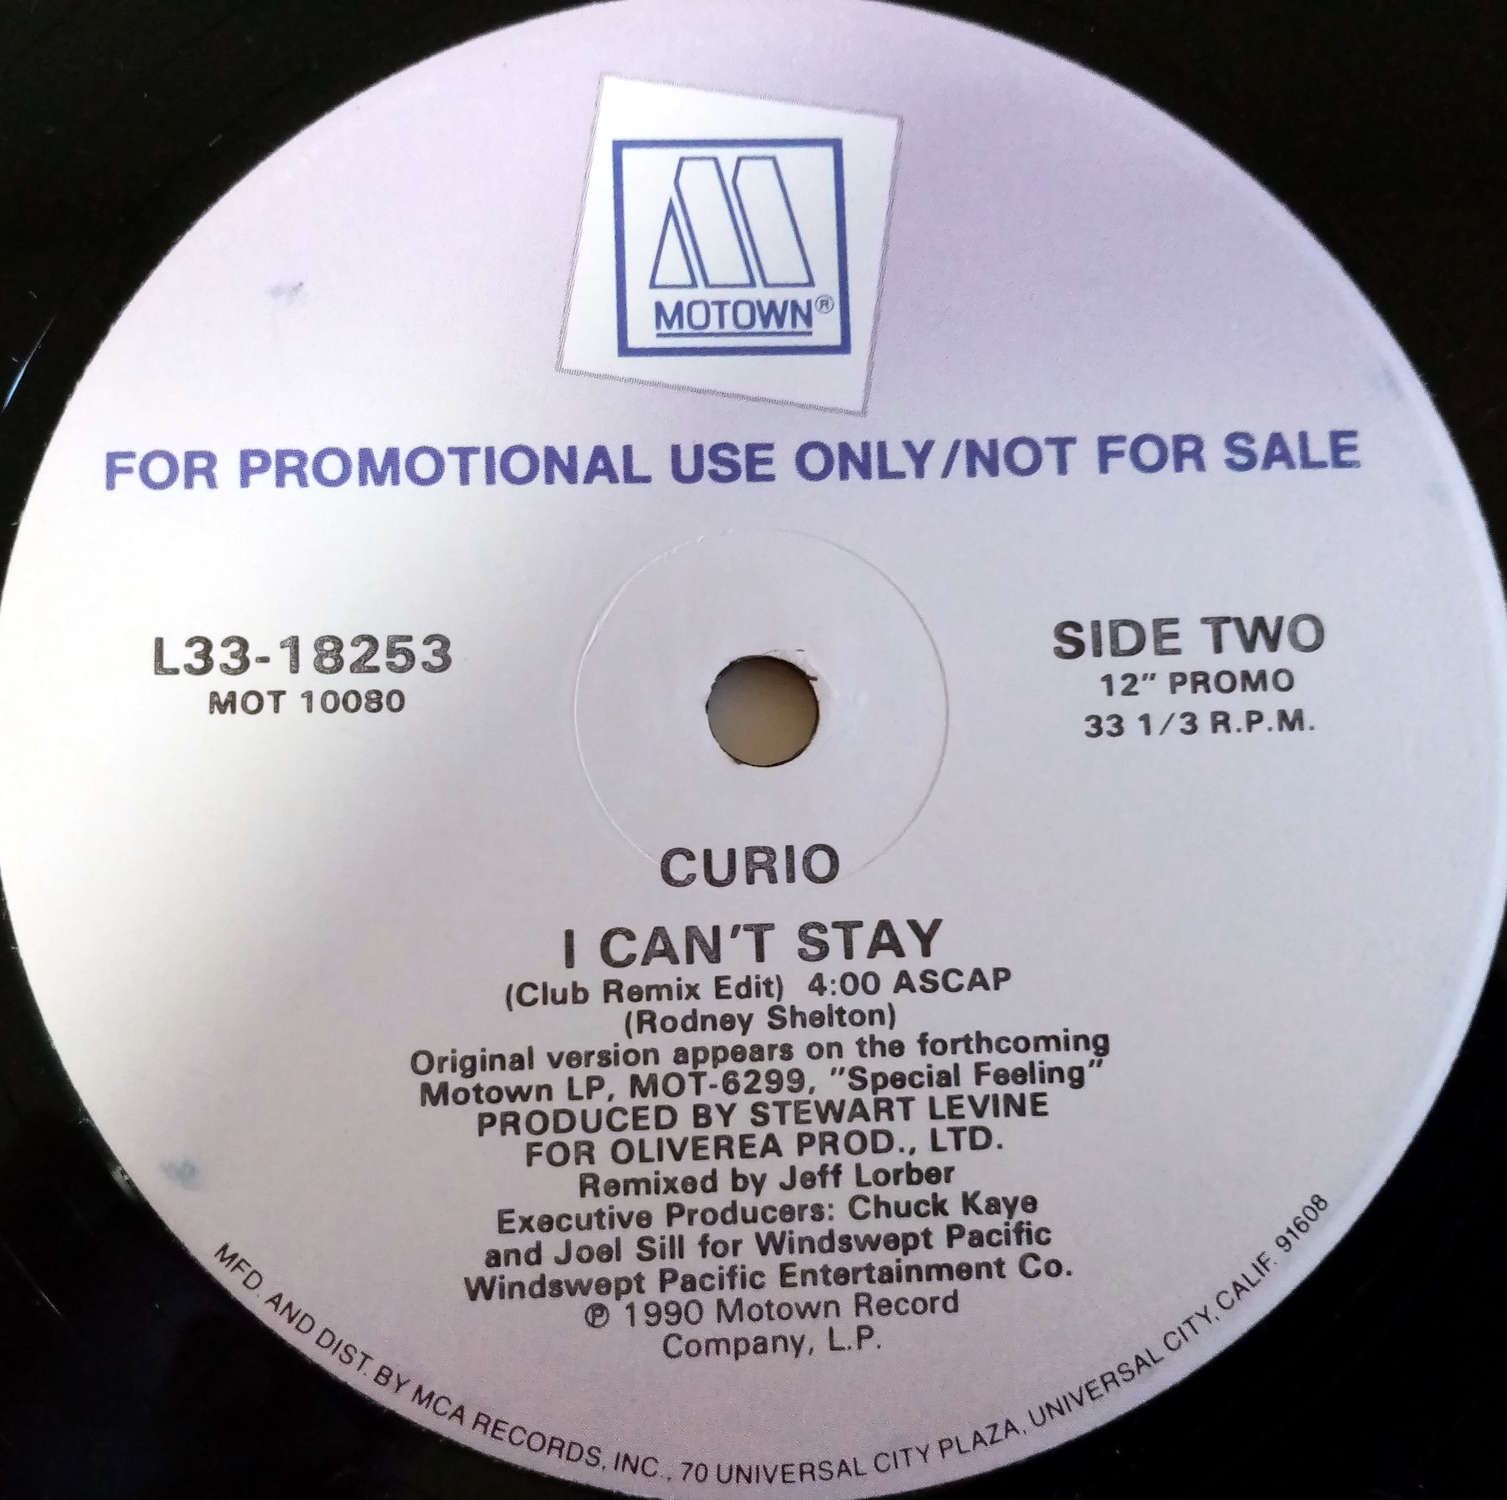 MOTOWN®
FOR PROMOTIONAL USE ONLY/NOT FOR SALE
L33-18253
MOT 10080
SIDE TWO
12" PROMO
33 1/3 R.P.M.
CURIO
I CAN'T STAY
(Club Remix Edit) 4:00 ASCAP
(Rodney Shelton)
Original version appears on the forthcoming
Motown LP, MOT-6299, "Special Feeling"
PRODUCED BY STEWART LEVINE
FOR OLIVEREA PROD., LTD.
Remixed by Jeff Lorber
Executive Producers: Chuck Kaye
and Joel Sill for Windswept Pacific
Windswept Pacific Entertainment Co.
℗ 1990 Motown Record
Company, L.P.
MFD. AND DIST. BY MCA RECORDS, INC., 70 UNIVERSAL CITY PLAZA, UNIVERSAL CITY, CALIF. 91608